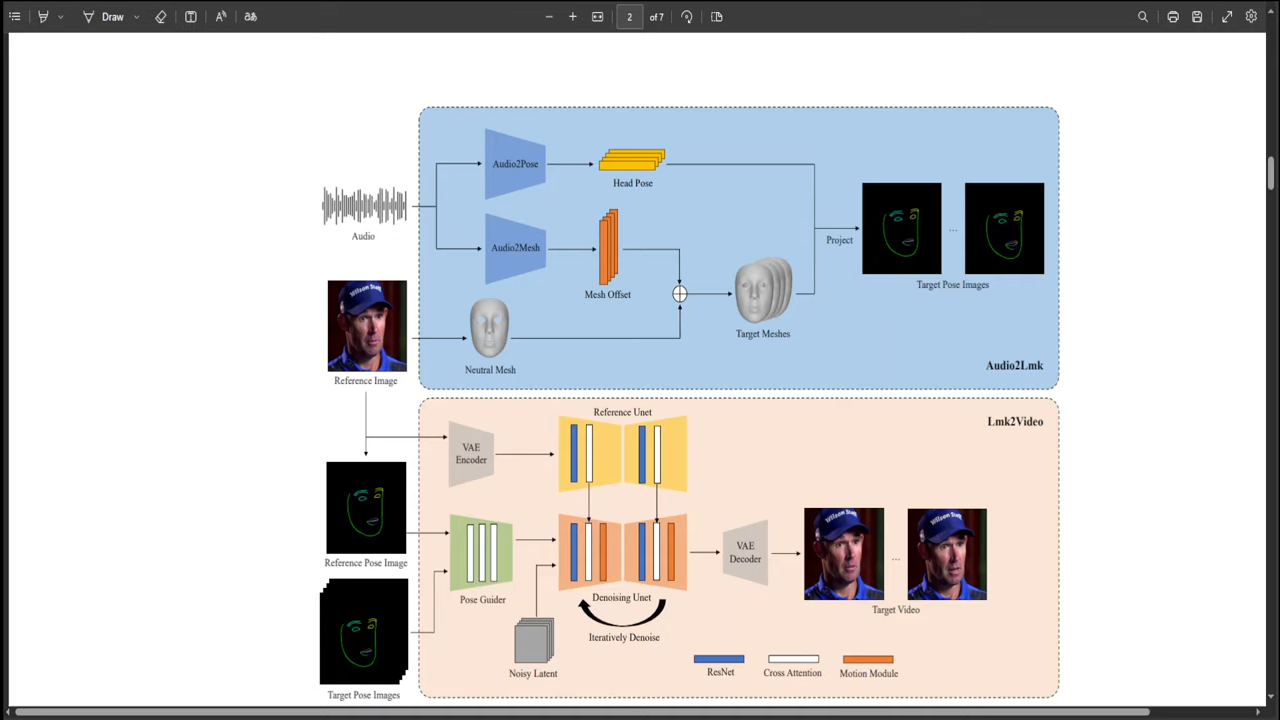 Draw
2
of 7
Audio2Pose
Head Pose
Audio
Audio2Mesh
Mesh Offset
Project
Target Pose Images
Target Meshes
Neutral Mesh
Audio2Lmk
Reference Image
Reference Unet
Lmk2Video
VAE
Encoder
Reference Pose Image
Pose Guider
Denoising Unet
VAE
Decoder
Target Video
Iteratively Denoise
Noisy Latent
ResNet
Cross Attention
Motion Module
Target Pose Images